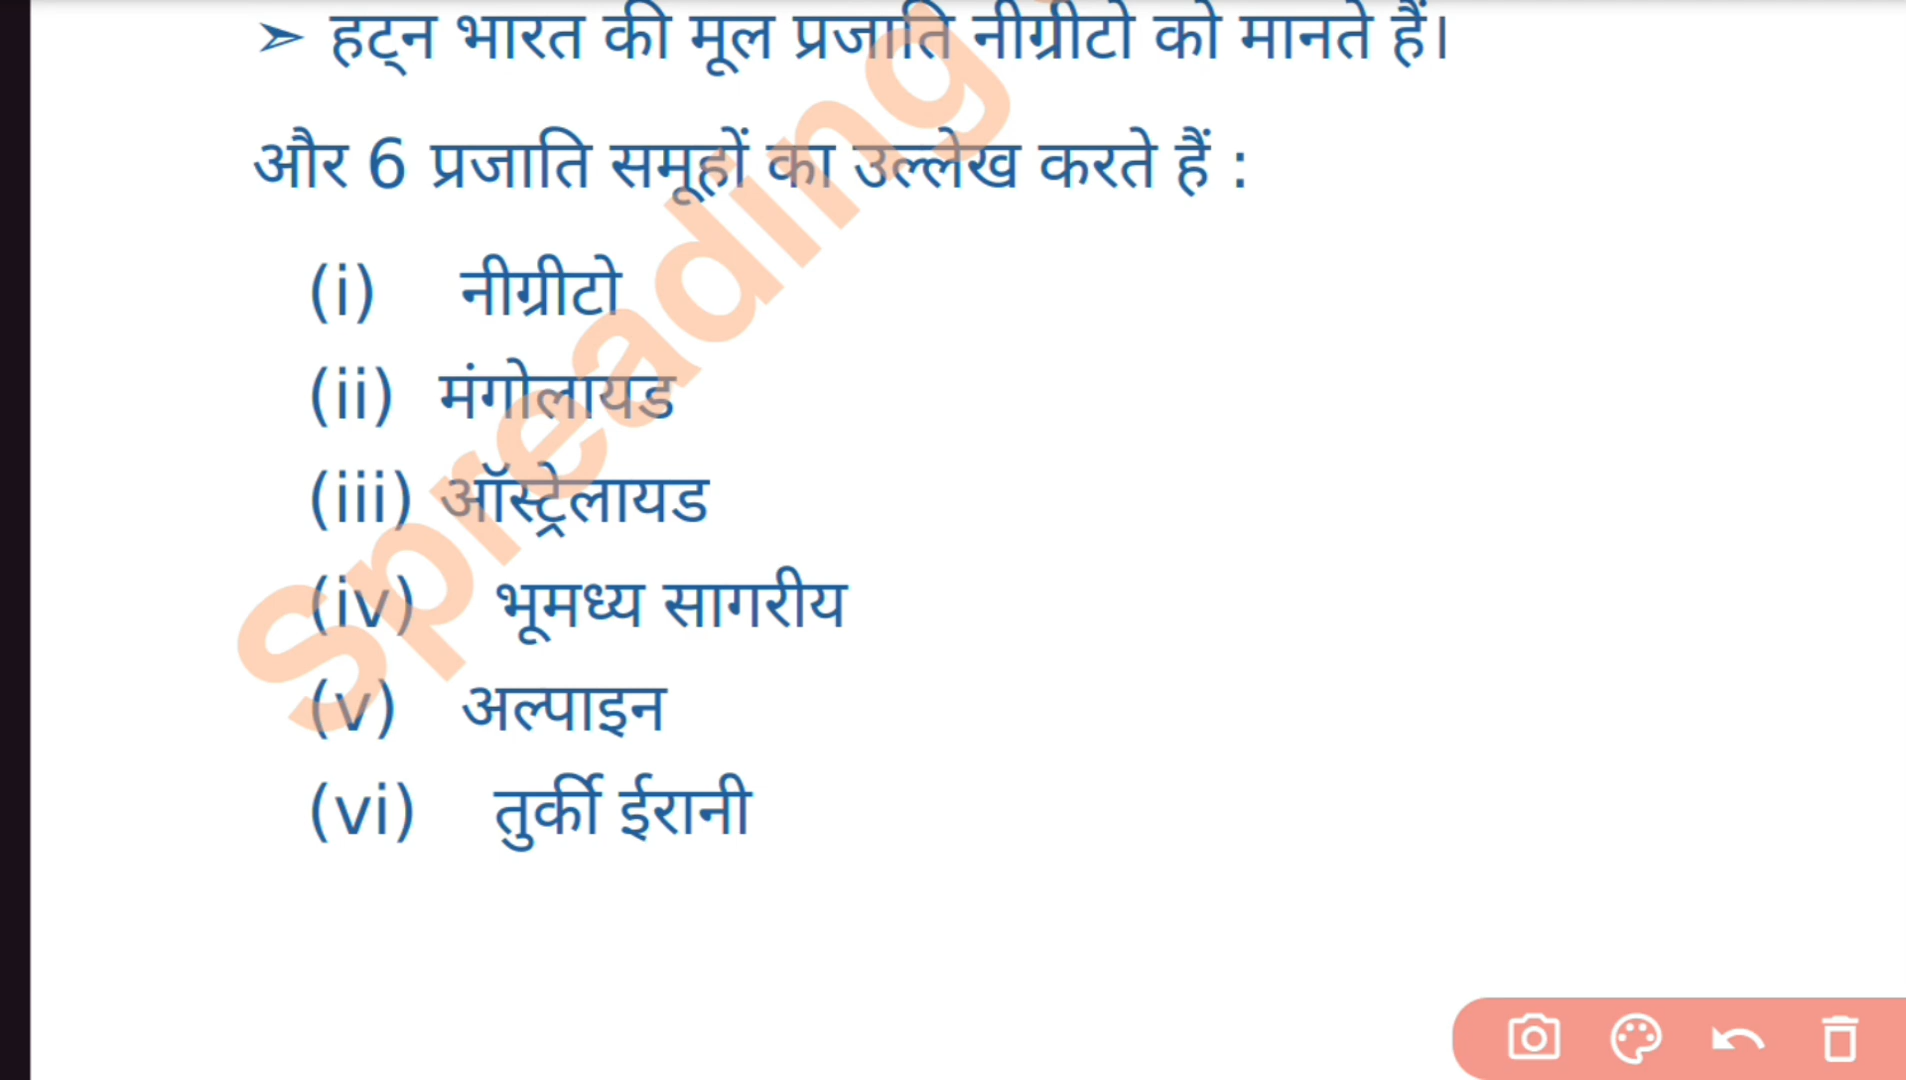 ➢ हट्न भारत की मूल प्रजाति नीग्रीटो को मानते हैं।
और 6 प्रजाति समूहों का उल्लेख करते हैं :
(i) नीग्रीटो
(ii) मंगोलायड
(iii) ऑस्ट्रेलायड
(iv) भूमध्य सागरीय
(v) अल्पाइन
(vi) तुर्की ईरानी
Spreading